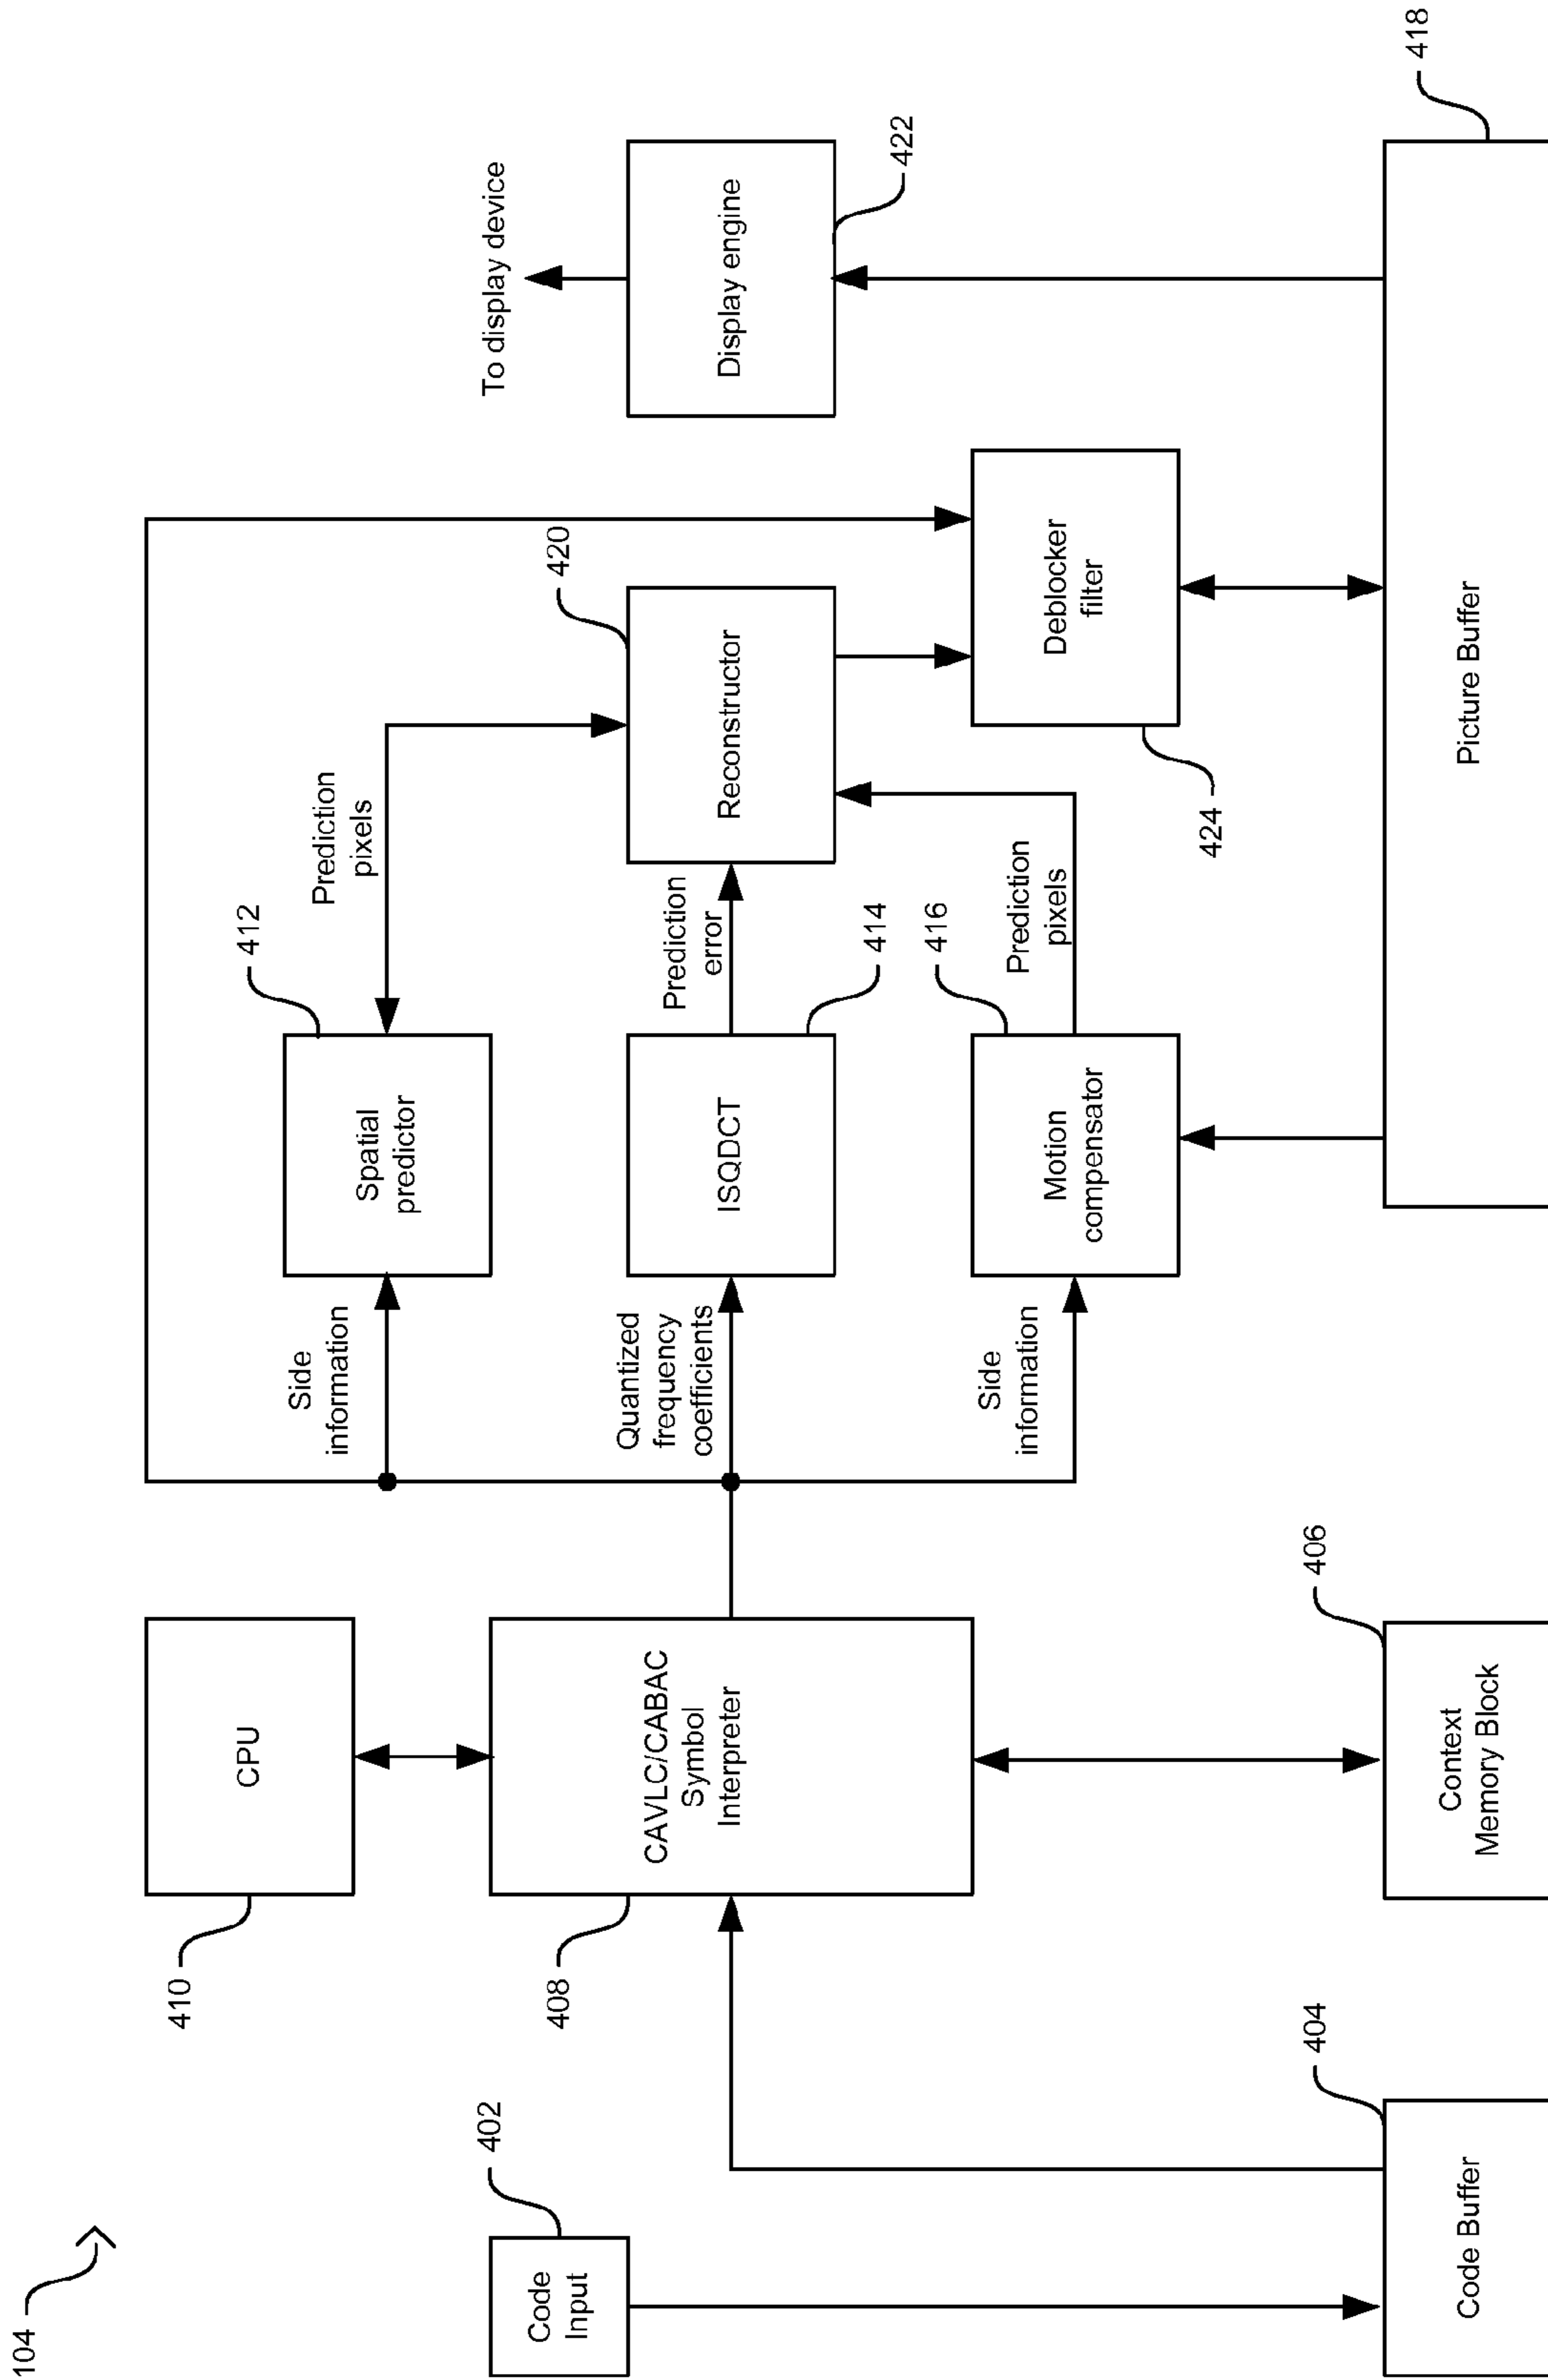 104
410
CPU
412
Spatial
predictor
Side
information
Prediction
pixels
To display device
402
Code
Input
408
CAVLC/CABAC
Symbol
Interpreter
Quantized
frequency
coefficients
ISQDCT
414
Prediction
error
420
Reconstructor
Display engine
422
Side
information
416
Motion
compensator
Prediction
pixels
Deblocker
filter
424
404
Code Buffer
406
Context
Memory Block
Picture Buffer
418